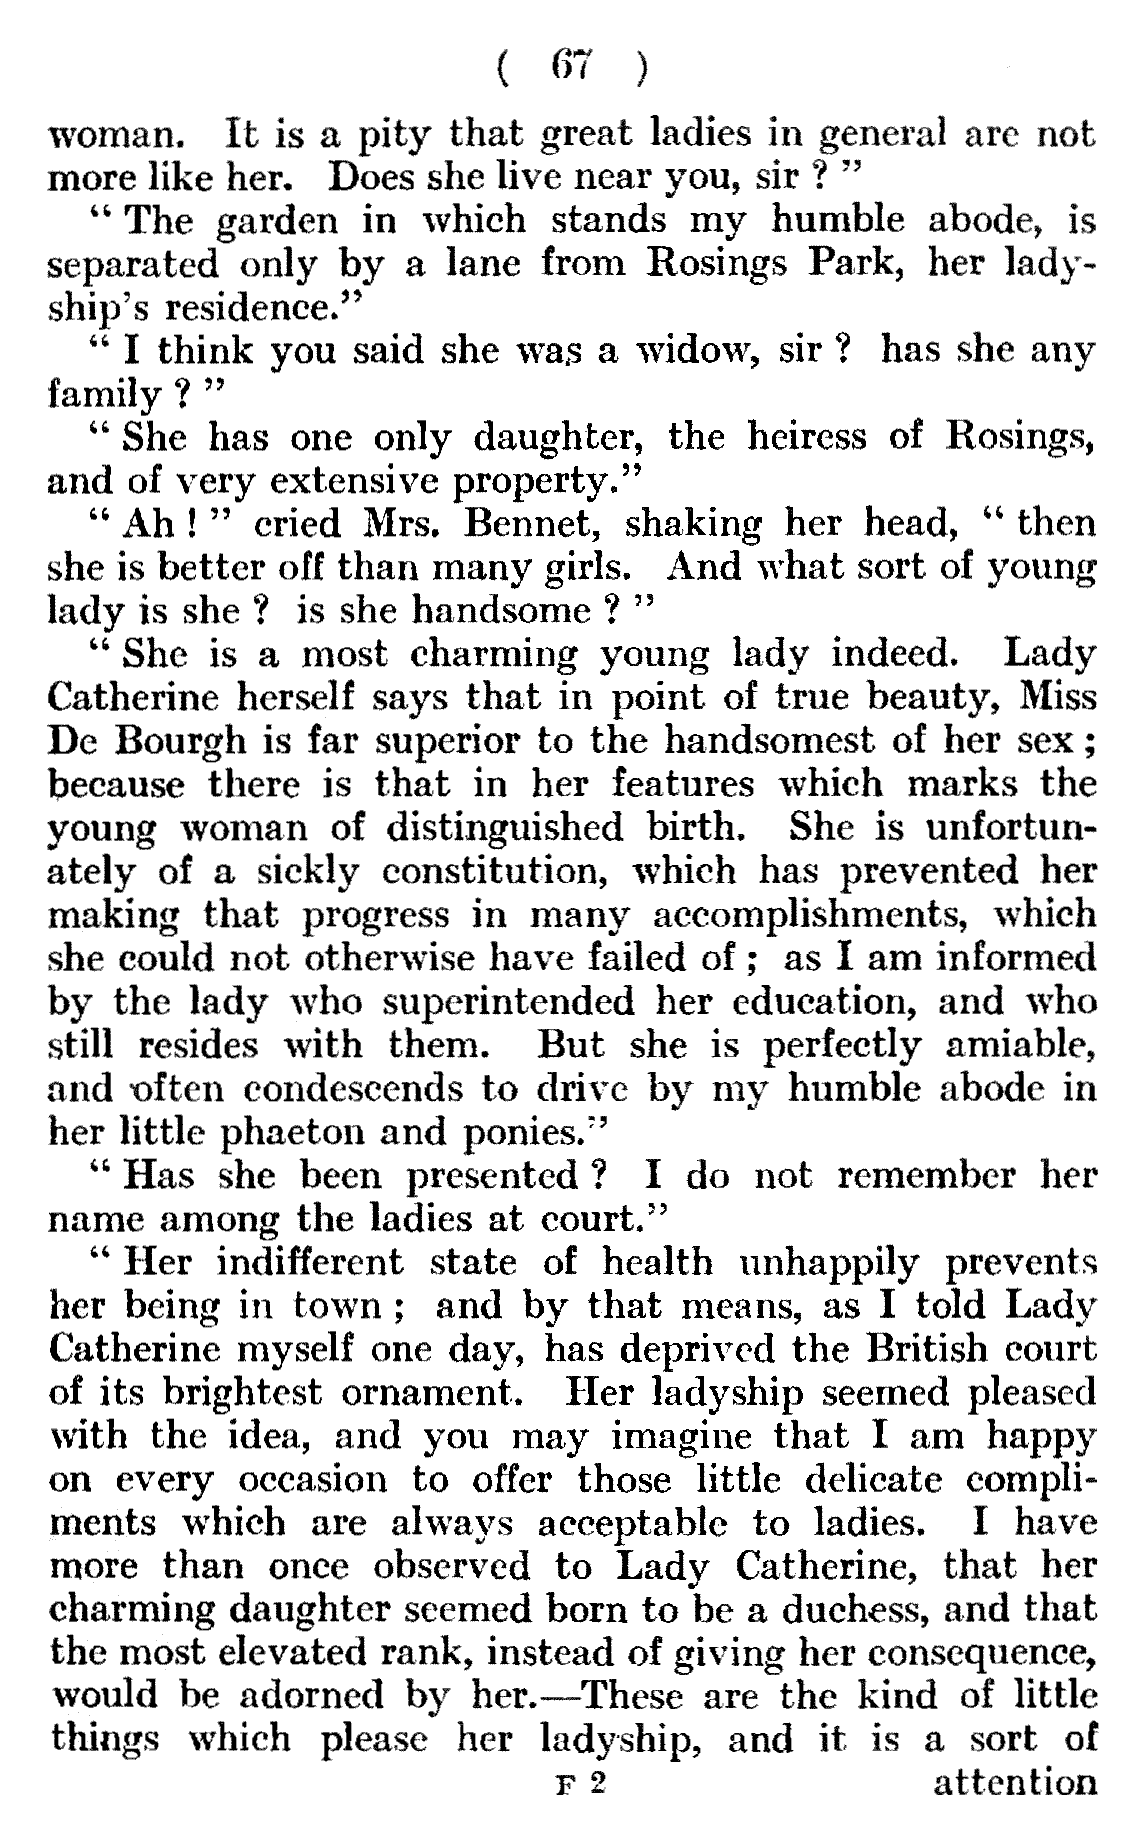 ( 67 )
woman. It is a pity that great ladies in general are not
more like her. Does she live near you, sir ? ”
“ The garden in which stands my humble abode, is
separated only by a lane from Rosings Park, her lady-
ship’s residence.”
“ I think you said she was a widow, sir ? has she any
family ? ”
“ She has one only daughter, the heiress of Rosings,
and of very extensive property.”
“ Ah ! ” cried Mrs. Bennet, shaking her head, “ then
she is better off than many girls. And what sort of young
lady is she ? is she handsome ? ”
“ She is a most charming young lady indeed. Lady
Catherine herself says that in point of true beauty, Miss
De Bourgh is far superior to the handsomest of her sex ;
because there is that in her features which marks the
young woman of distinguished birth. She is unfortun-
ately of a sickly constitution, which has prevented her
making that progress in many accomplishments, which
she could not otherwise have failed of ; as I am informed
by the lady who superintended her education, and who
still resides with them. But she is perfectly amiable,
and often condescends to drive by my humble abode in
her little phaeton and ponies.”
“ Has she been presented ? I do not remember her
name among the ladies at court.”
“ Her indifferent state of health unhappily prevents
her being in town ; and by that means, as I told Lady
Catherine myself one day, has deprived the British court
of its brightest ornament. Her ladyship seemed pleased
with the idea, and you may imagine that I am happy
on every occasion to offer those little delicate compli-
ments which are always acceptable to ladies. I have
more than once observed to Lady Catherine, that her
charming daughter seemed born to be a duchess, and that
the most elevated rank, instead of giving her consequence,
would be adorned by her.—These are the kind of little
things which please her ladyship, and it is a sort of
F 2 attention